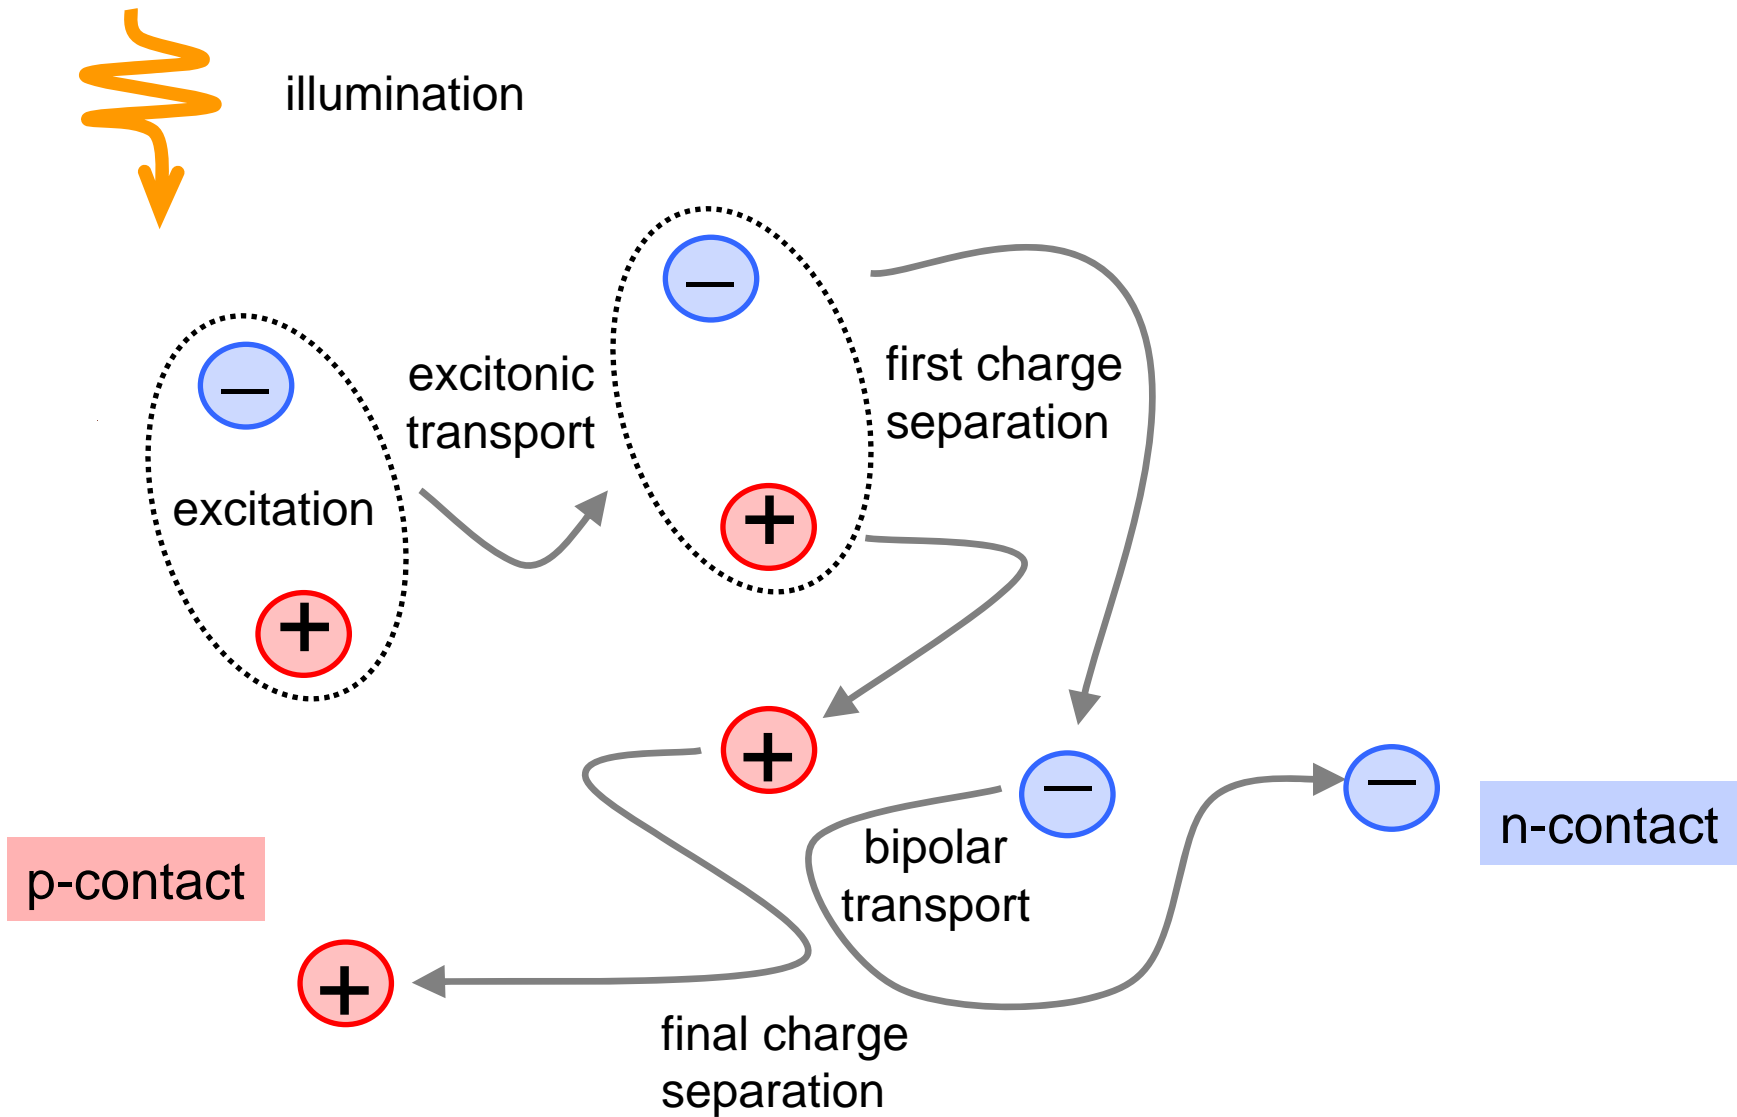 illumination
excitonic
transport
first charge
separation
excitation
bipolar
transport
n-contact
p-contact
final charge
separation